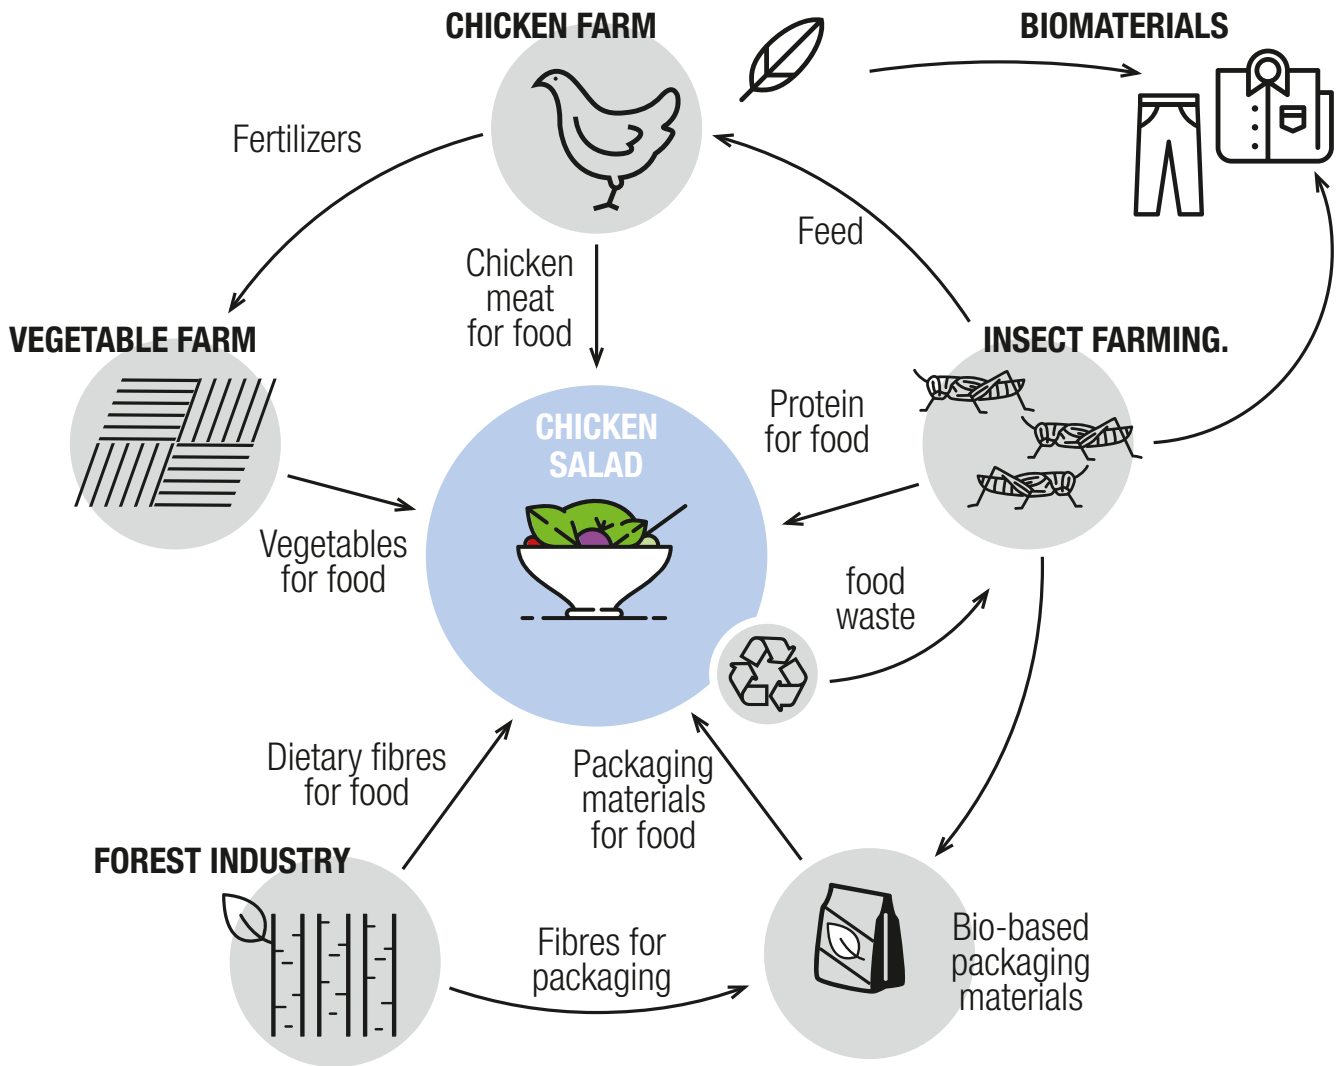 CHICKEN FARM
BIOMATERIALS
Fertilizers
Feed
Chicken
meat
for food
VEGETABLE FARM
INSECT FARMING.
CHICKEN
SALAD
Protein
for food
Vegetables
for food
food
waste
Dietary fibres
for food
Packaging
materials
for food
FOREST INDUSTRY
Fibres for
packaging
Bio-based
packaging
materials